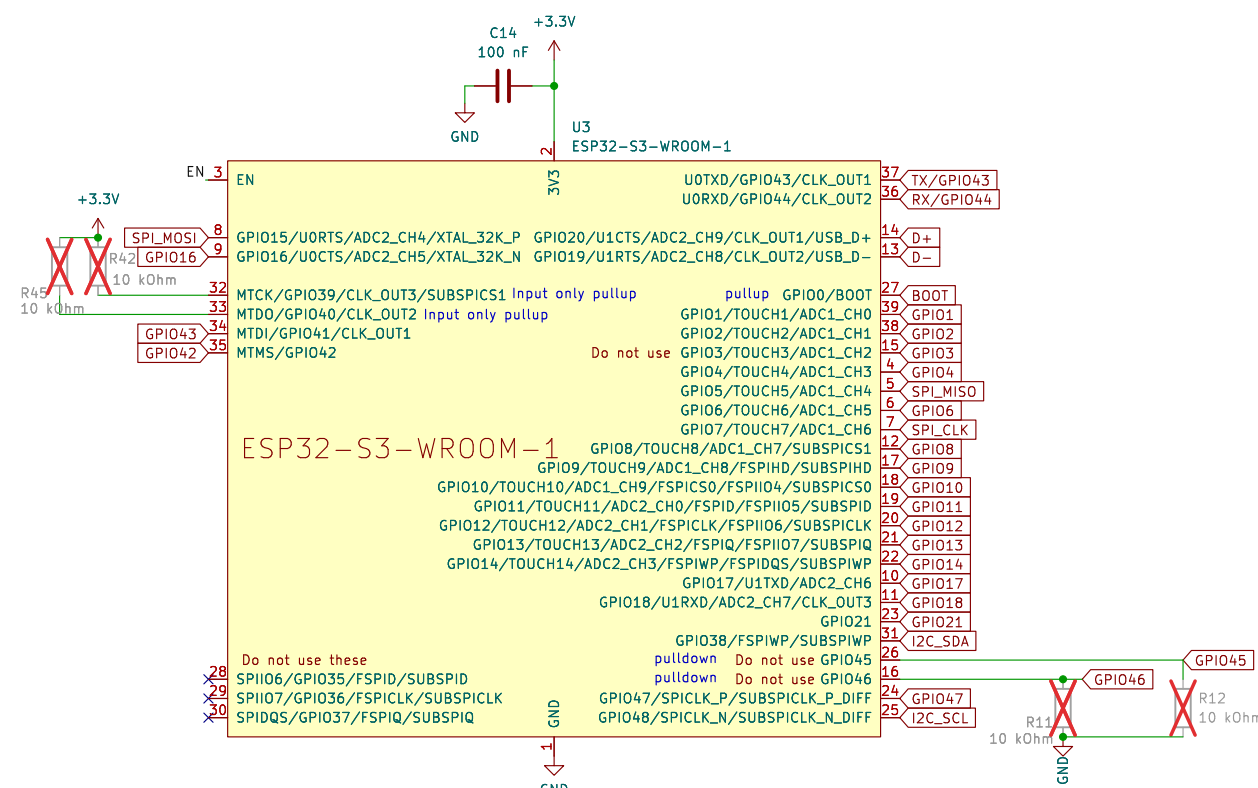 +3.3V
C14
100 nF
GND
U3
ESP32-S3-WROOM-1
2
3V3
EN 3 EN
+3.3V
SPI_MOSI 8 GPIO15/U0RTS/ADC2_CH4/XTAL_32K_P
GPIO16 9 GPIO16/U0CTS/ADC2_CH5/XTAL_32K_N
R42
10 kOhm
R45
10 kOhm
32 MTCK/GPIO39/CLK_OUT3/SUBSPICS1 Input only pullup
33 MTDO/GPIO40/CLK_OUT2 Input only pullup
GPIO43 34 MTDI/GPIO41/CLK_OUT1
GPIO42 35 MTMS/GPIO42
ESP32-S3-WROOM-1
Do not use these
28 SPIIO6/GPIO35/FSPID/SUBSPID
29 SPIIO7/GPIO36/FSPICLK/SUBSPICLK
30 SPIDQS/GPIO37/FSPIQ/SUBSPIQ
U0TXD/GPIO43/CLK_OUT1 37 TX/GPIO43
U0RXD/GPIO44/CLK_OUT2 36 RX/GPIO44
GPIO20/U1CTS/ADC2_CH9/CLK_OUT1/USB_D+ 14 D+
GPIO19/U1RTS/ADC2_CH8/CLK_OUT2/USB_D- 13 D-
pullup GPIO0/BOOT 27 BOOT
GPIO1/TOUCH1/ADC1_CH0 39 GPIO1
GPIO2/TOUCH2/ADC1_CH1 38 GPIO2
Do not use GPIO3/TOUCH3/ADC1_CH2 15 GPIO3
GPIO4/TOUCH4/ADC1_CH3 4 GPIO4
GPIO5/TOUCH5/ADC1_CH4 5 SPI_MISO
GPIO6/TOUCH6/ADC1_CH5 6 GPIO6
GPIO7/TOUCH7/ADC1_CH6 7 SPI_CLK
GPIO8/TOUCH8/ADC1_CH7/SUBSPICS1 12 GPIO8
GPIO9/TOUCH9/ADC1_CH8/FSPIHD/SUBSPIHD 17 GPIO9
GPIO10/TOUCH10/ADC1_CH9/FSPICS0/FSPIIO4/SUBSPICS0 18 GPIO10
GPIO11/TOUCH11/ADC2_CH0/FSPID/FSPIIO5/SUBSPID 19 GPIO11
GPIO12/TOUCH12/ADC2_CH1/FSPICLK/FSPIIO6/SUBSPICLK 20 GPIO12
GPIO13/TOUCH13/ADC2_CH2/FSPIQ/FSPIIO7/SUBSPIQ 21 GPIO13
GPIO14/TOUCH14/ADC2_CH3/FSPIWP/FSPIDQS/SUBSPIWP 22 GPIO14
GPIO17/U1TXD/ADC2_CH6 10 GPIO17
GPIO18/U1RXD/ADC2_CH7/CLK_OUT3 11 GPIO18
GPIO21 23 GPIO21
GPIO38/FSPIWP/SUBSPIWP 31 I2C_SDA
pulldown Do not use GPIO45 26 GPIO45
pulldown Do not use GPIO46 16 GPIO46
GPIO47/SPICLK_P/SUBSPICLK_P_DIFF 24 GPIO47
GPIO48/SPICLK_N/SUBSPICLK_N_DIFF 25 I2C_SCL
R11
10 kOhm
R12
10 kOhm
GND
GND
1
GND